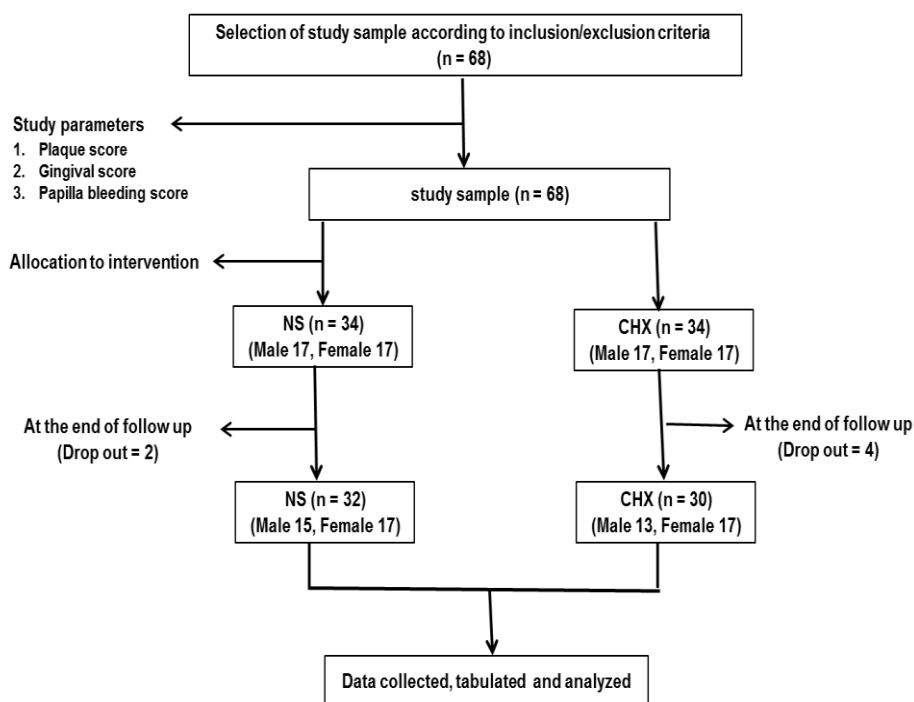 Selection of study sample according to inclusion/exclusion criteria
(n = 68)
Study parameters
1. Plaque score
2. Gingival score
3. Papilla bleeding score
study sample (n = 68)
Allocation to intervention
NS (n = 34)
(Male 17, Female 17)
CHX (n = 34)
(Male 17, Female 17)
At the end of follow up
(Drop out = 2)
At the end of follow up
(Drop out = 4)
NS (n = 32)
(Male 15, Female 17)
CHX (n = 30)
(Male 13, Female 17)
Data collected, tabulated and analyzed